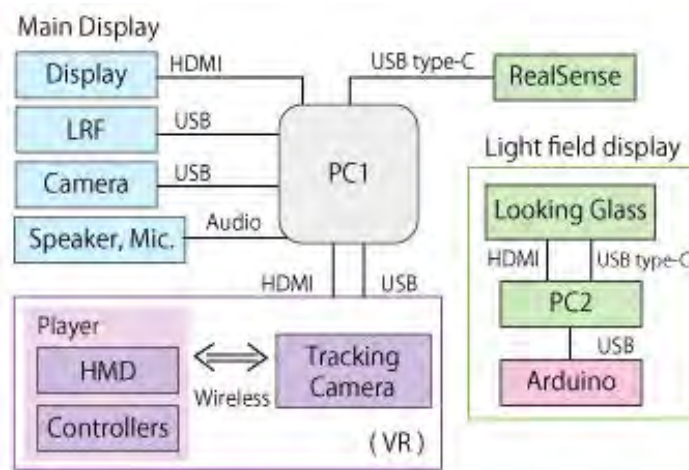 Main Display
Display
HDMI
USB type-C
RealSense
LRF
USB
PC1
Camera
USB
Speaker, Mic.
Audio
HDMI
USB
Light field display
Looking Glass
HDMI
USB type-C
PC2
USB
Arduino
Player
HMD
Controllers
Wireless
Tracking
Camera
( VR )